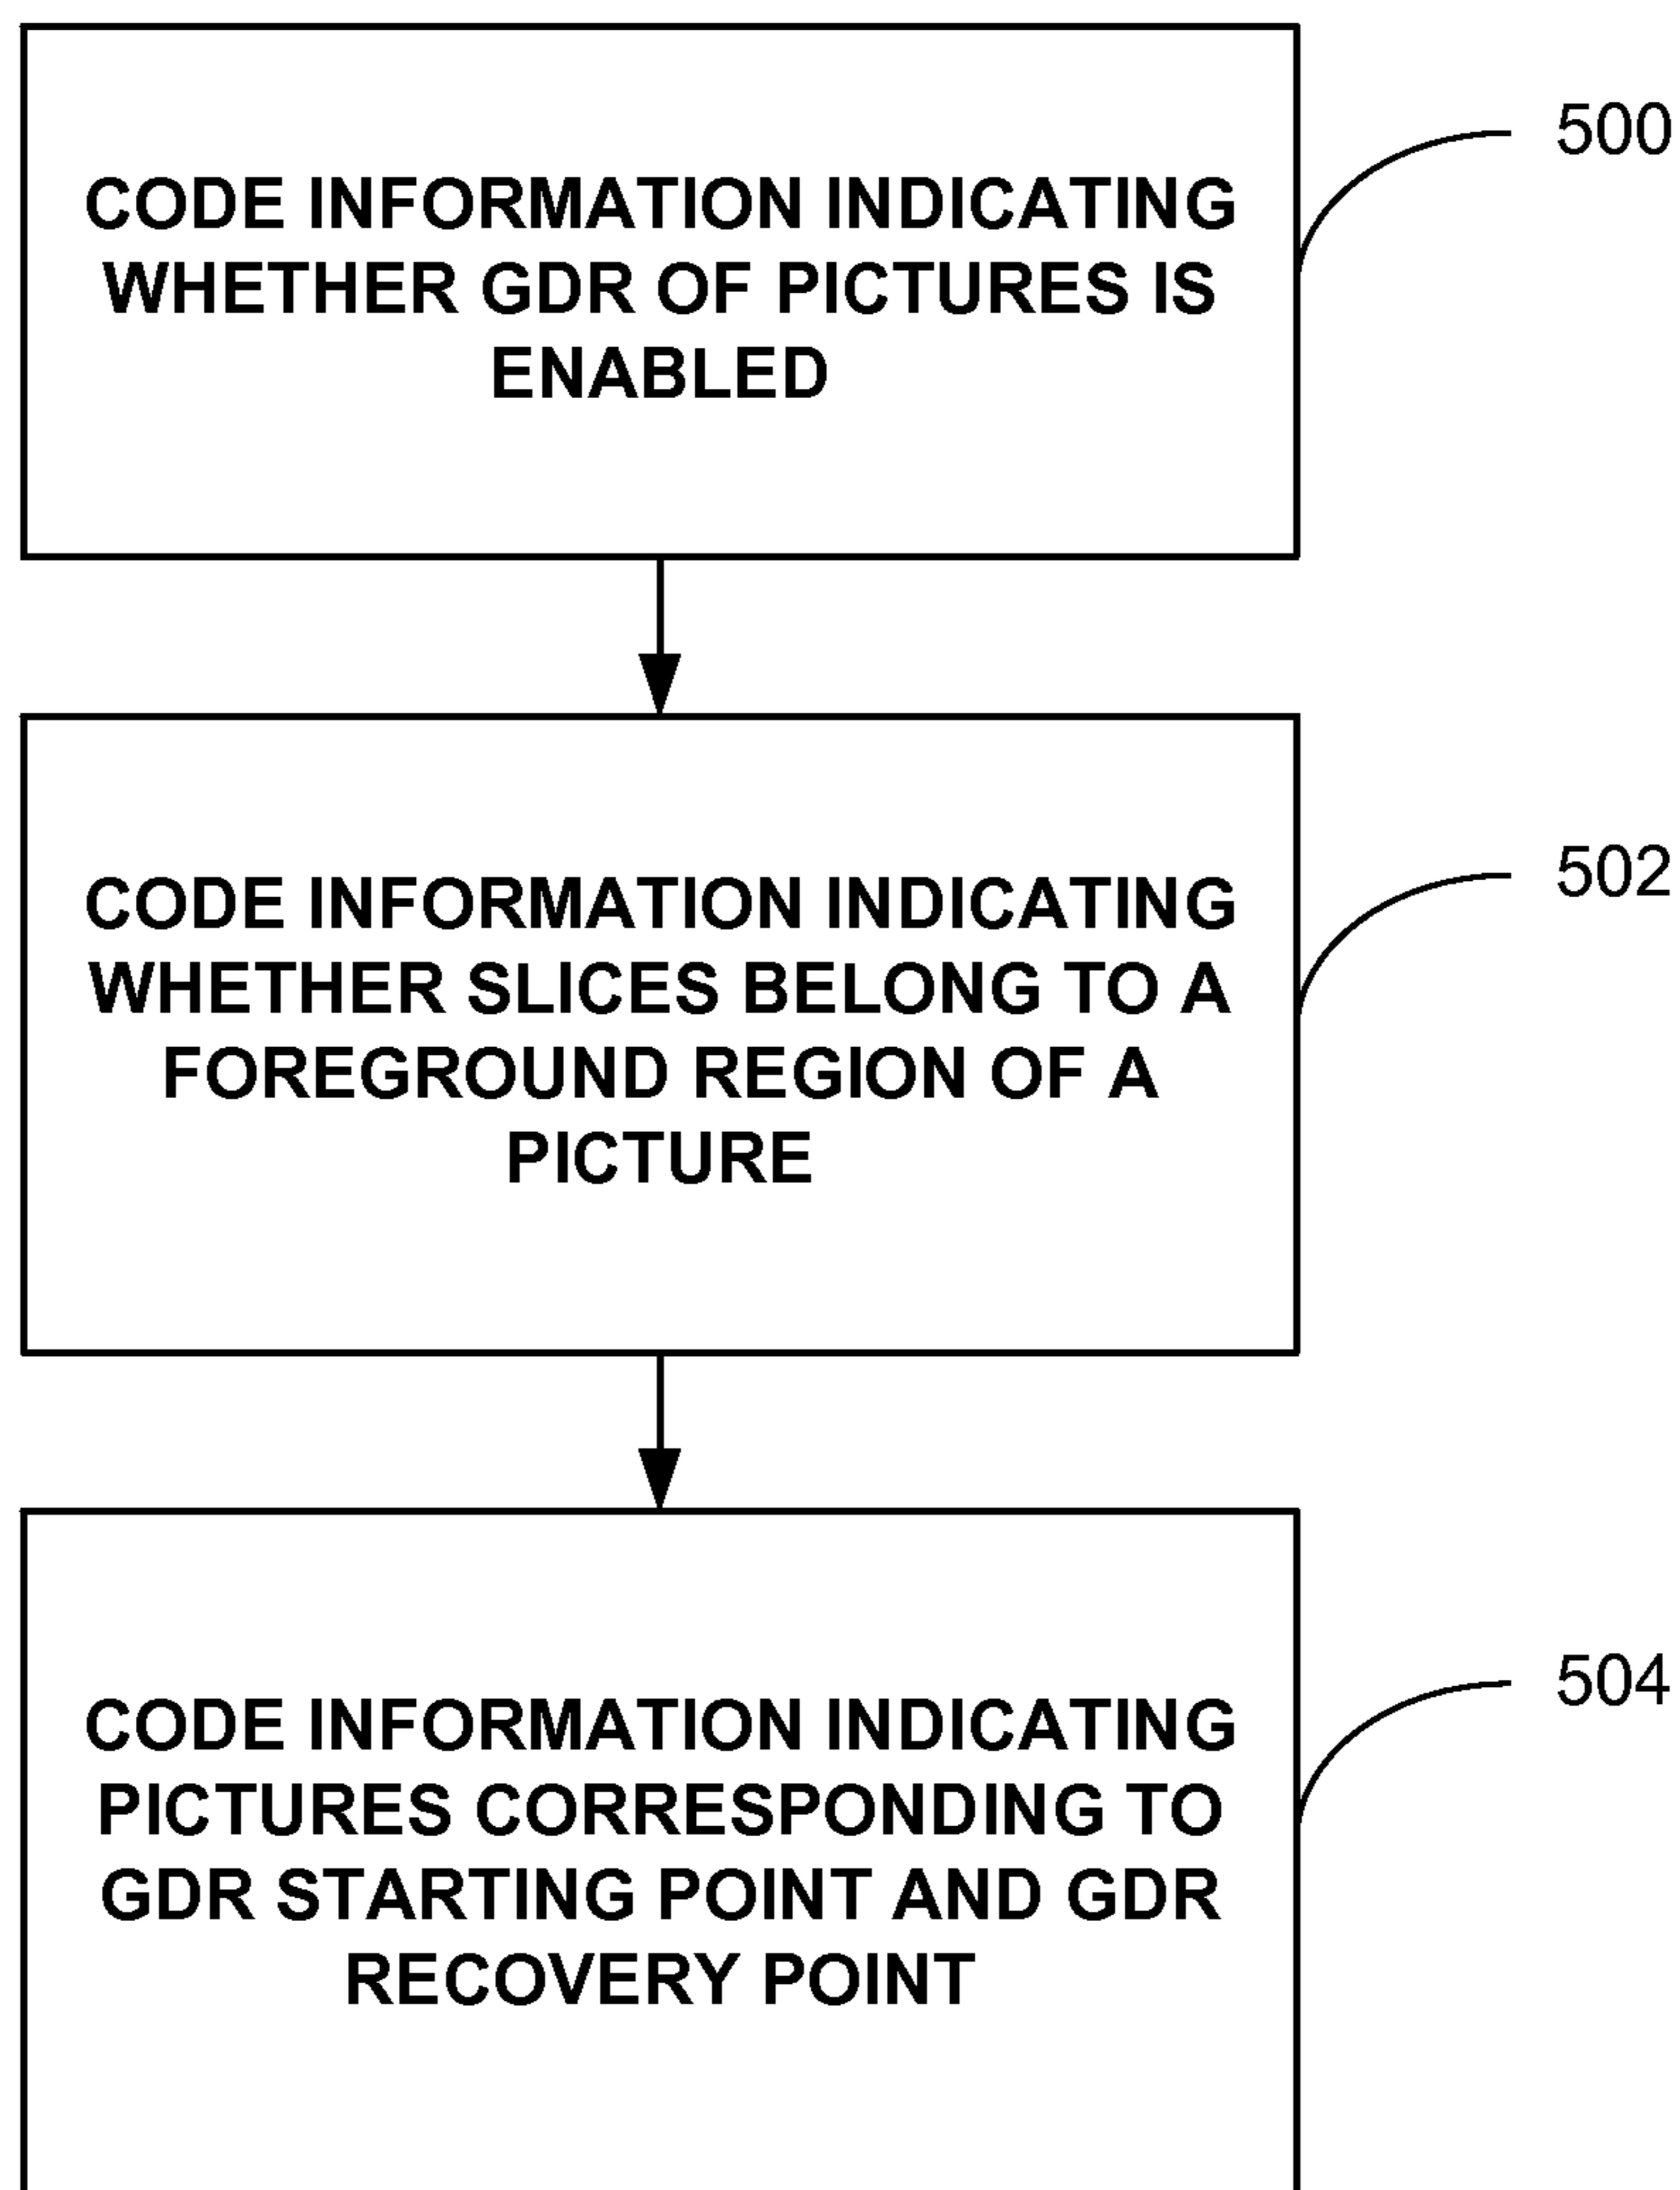 CODE INFORMATION INDICATING
WHETHER GDR OF PICTURES IS
ENABLED
500
CODE INFORMATION INDICATING
WHETHER SLICES BELONG TO A
FOREGROUND REGION OF A
PICTURE
502
CODE INFORMATION INDICATING
PICTURES CORRESPONDING TO
GDR STARTING POINT AND GDR
RECOVERY POINT
504